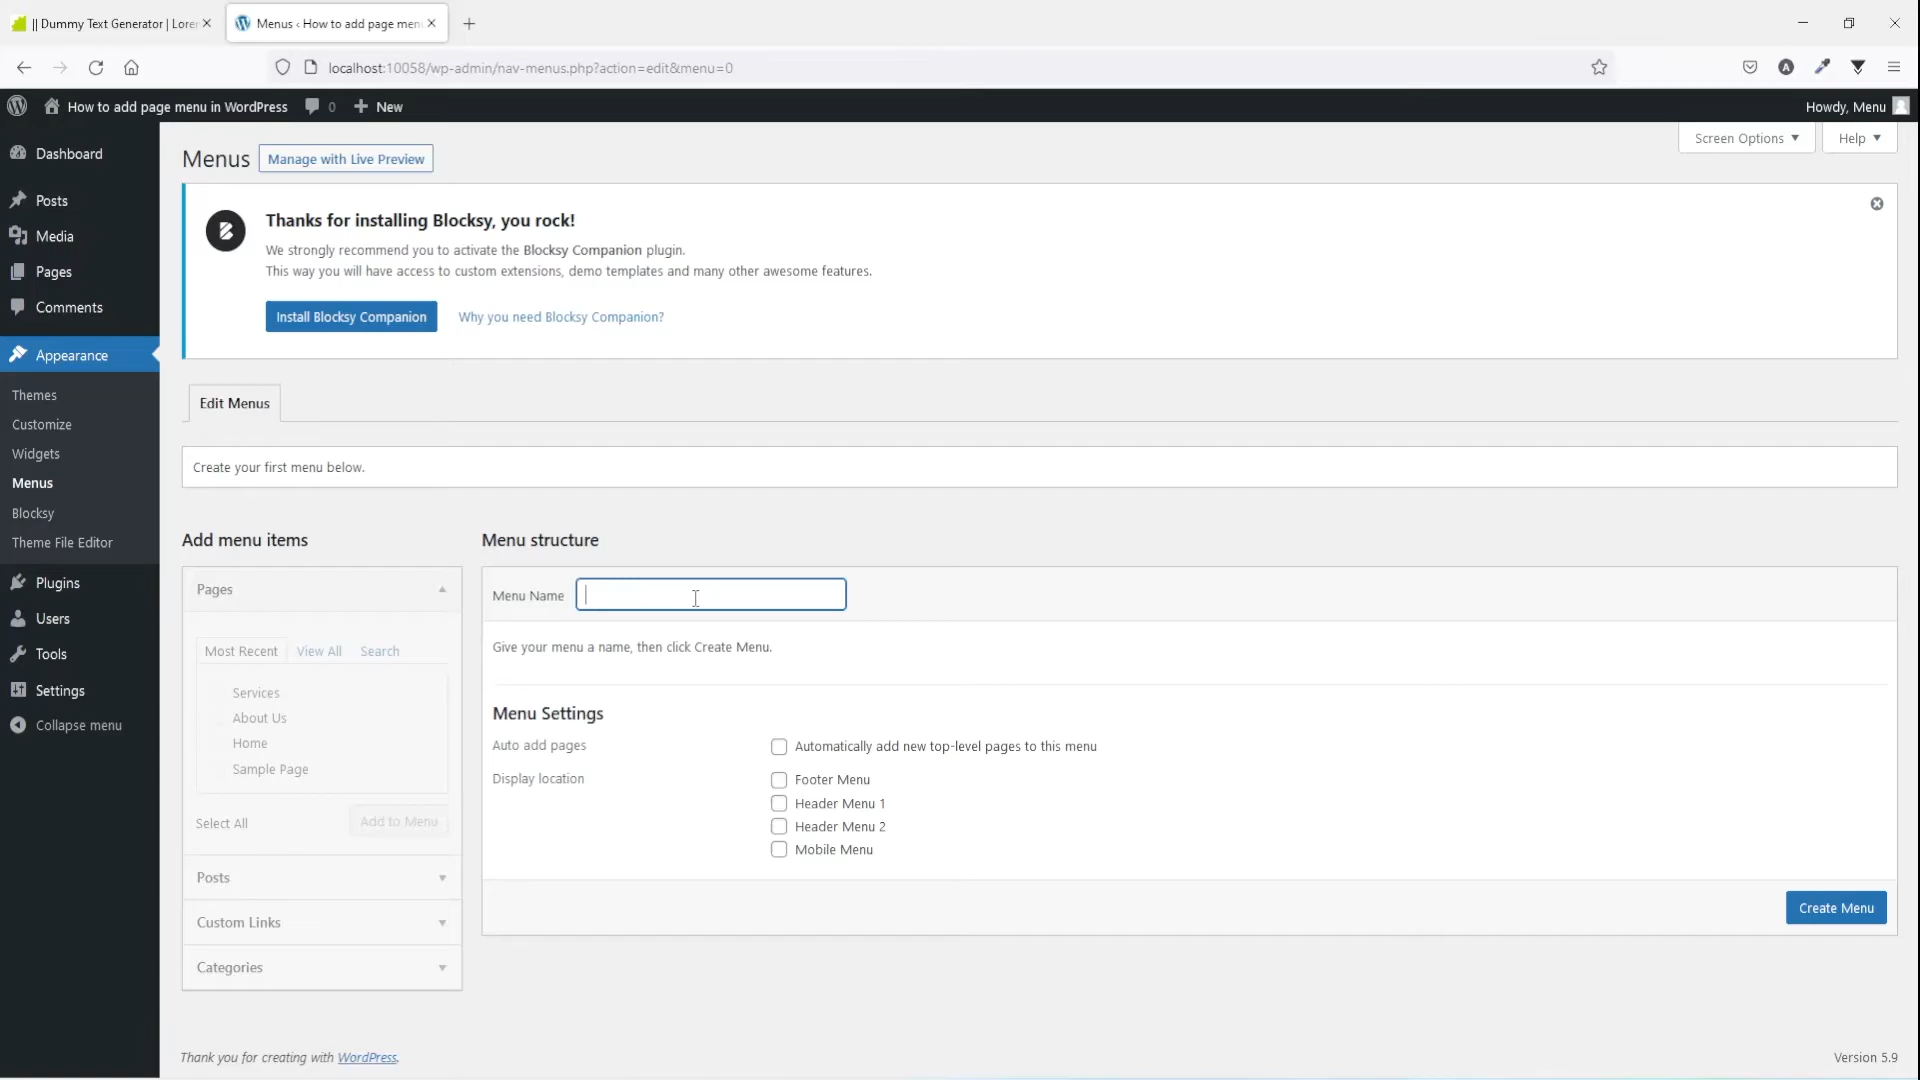 || Dummy Text Generator | Lorer
Menus ‹ How to add page menu
localhost:10058/wp-admin/nav-menus.php?action=edit&menu=0
How to add page menu in WordPress
0
New
Howdy, Menu
Dashboard
Posts
Media
Pages
Comments
Appearance
Themes
Customize
Widgets
Menus
Blocksy
Theme File Editor
Plugins
Users
Tools
Settings
Collapse menu
Screen Options
Help
Menus
Manage with Live Preview
Thanks for installing Blocksy, you rock!
We strongly recommend you to activate the Blocksy Companion plugin.
This way you will have access to custom extensions, demo templates and many other awesome features.
Install Blocksy Companion
Why you need Blocksy Companion?
Edit Menus
Create your first menu below.
Add menu items
Pages
Most Recent
View All
Search
Services
About Us
Home
Sample Page
Select All
Add to Menu
Posts
Custom Links
Categories
Menu structure
Menu Name
Give your menu a name, then click Create Menu.
Menu Settings
Auto add pages
Automatically add new top-level pages to this menu
Display location
Footer Menu
Header Menu 1
Header Menu 2
Mobile Menu
Create Menu
Thank you for creating with WordPress.
Version 5.9